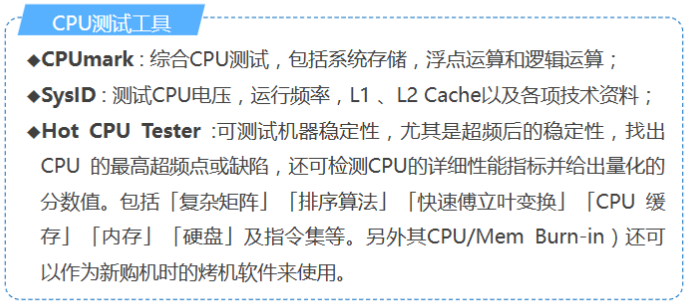 CPU测试工具
◆CPUmark：综合CPU测试，包括系统存储，浮点运算和逻辑运算；
◆SysID：测试CPU电压，运行频率，L1 、L2 Cache以及各项技术资料；
◆Hot CPU Tester :可测试机器稳定性，尤其是超频后的稳定性，找出
CPU 的最高超频点或缺陷，还可检测CPU的详细性能指标并给出量化的
分数值。包括「复杂矩阵」「排序算法」「快速傅立叶变换」「CPU 缓
存」「内存」「硬盘」及指令集等。另外其CPU/Mem Burn-in）还可
以作为新购机时的烤机软件来使用。